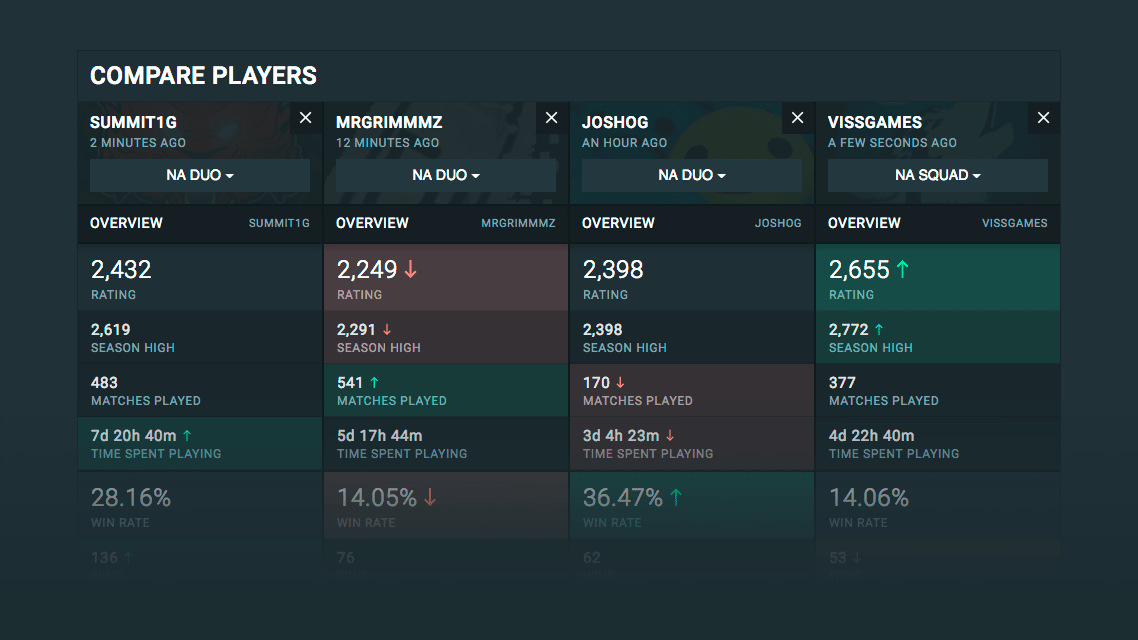 COMPARE PLAYERS
SUMMIT1G
2 MINUTES AGO
NA DUO
MRGRIMMMZ
12 MINUTES AGO
NA DUO
JOSHOG
AN HOUR AGO
NA DUO
VISSGAMES
A FEW SECONDS AGO
NA SQUAD
OVERVIEW SUMMIT1G OVERVIEW MRGRIMMMZ OVERVIEW JOSHOG OVERVIEW VISSGAMES
2,432 2,249 ↓ 2,398 2,655 ↑
RATING RATING RATING RATING
2,619 2,291 ↓ 2,398 2,772 ↑
SEASON HIGH SEASON HIGH SEASON HIGH SEASON HIGH
483 541 ↑ 170 ↓ 377
MATCHES PLAYED MATCHES PLAYED MATCHES PLAYED MATCHES PLAYED
7d 20h 40m ↑ 5d 17h 44m 3d 4h 23m ↓ 4d 22h 40m
TIME SPENT PLAYING TIME SPENT PLAYING TIME SPENT PLAYING TIME SPENT PLAYING
28.16% 14.05% ↓ 36.47% ↑ 14.06%
WIN RATE WIN RATE WIN RATE WIN RATE
136 ↑ 76 62 53 ↓